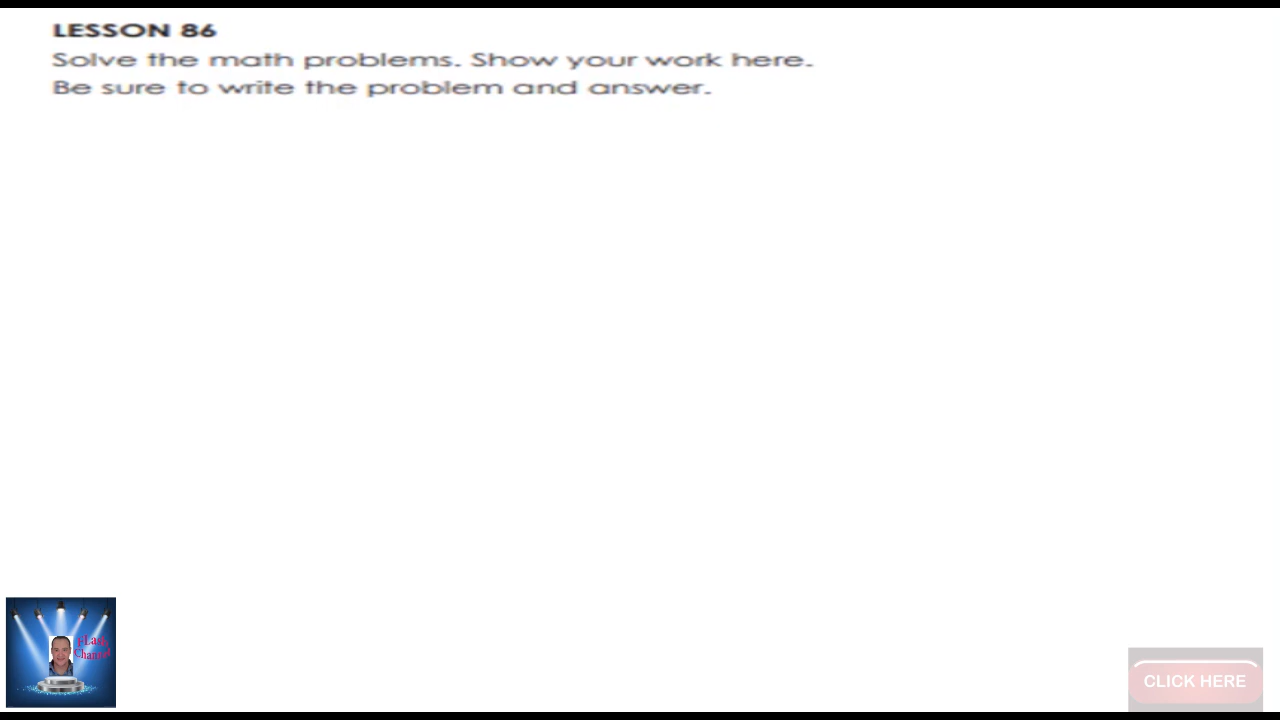 LESSON 86
Solve the math problems. Show your work here.
Be sure to write the problem and answer.
CLICK HERE